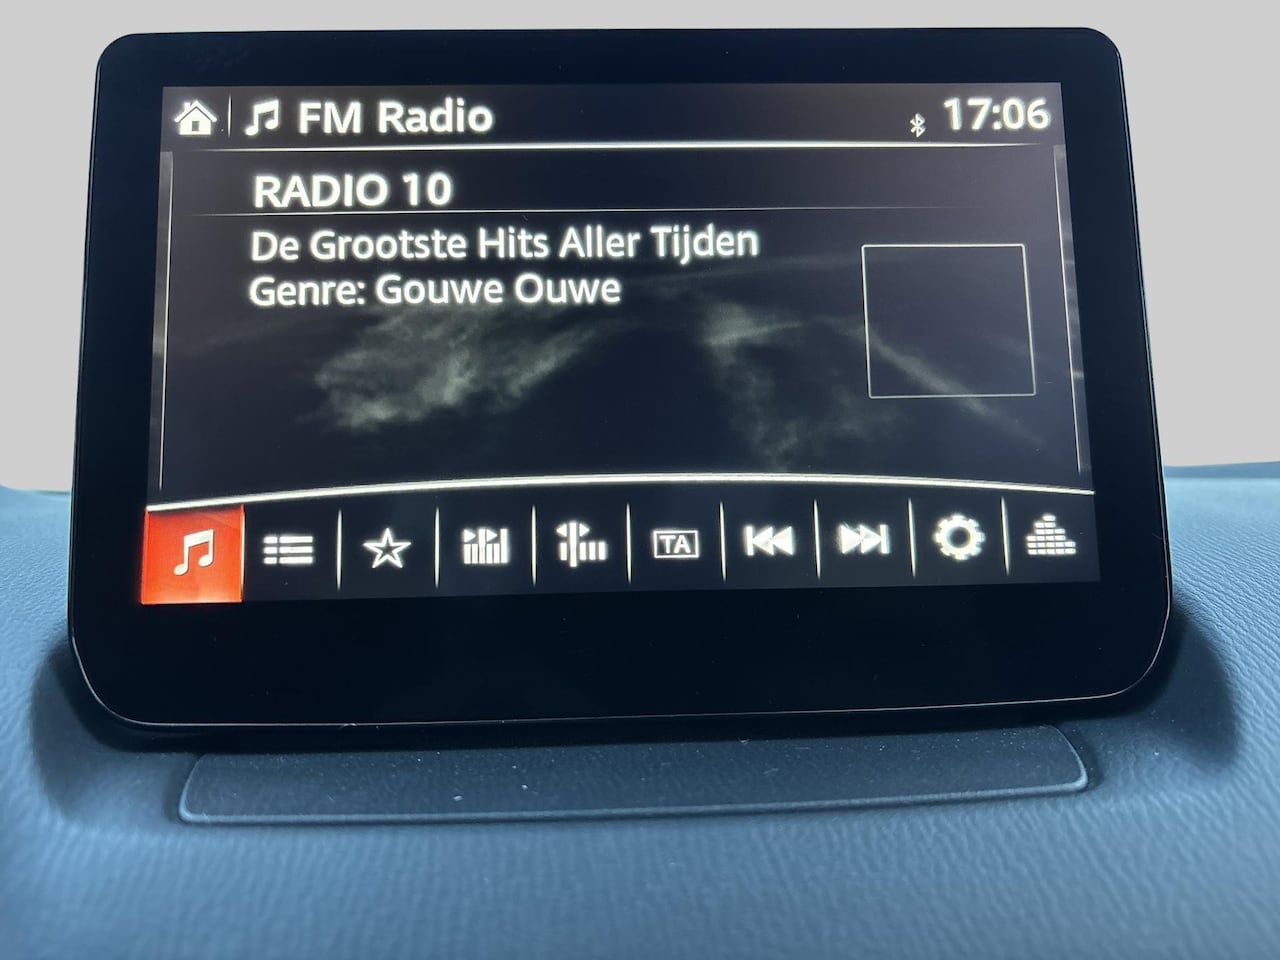 FM Radio
17:06
RADIO 10
De Grootste Hits Aller Tijden
Genre: Gouwe Ouwe
TA